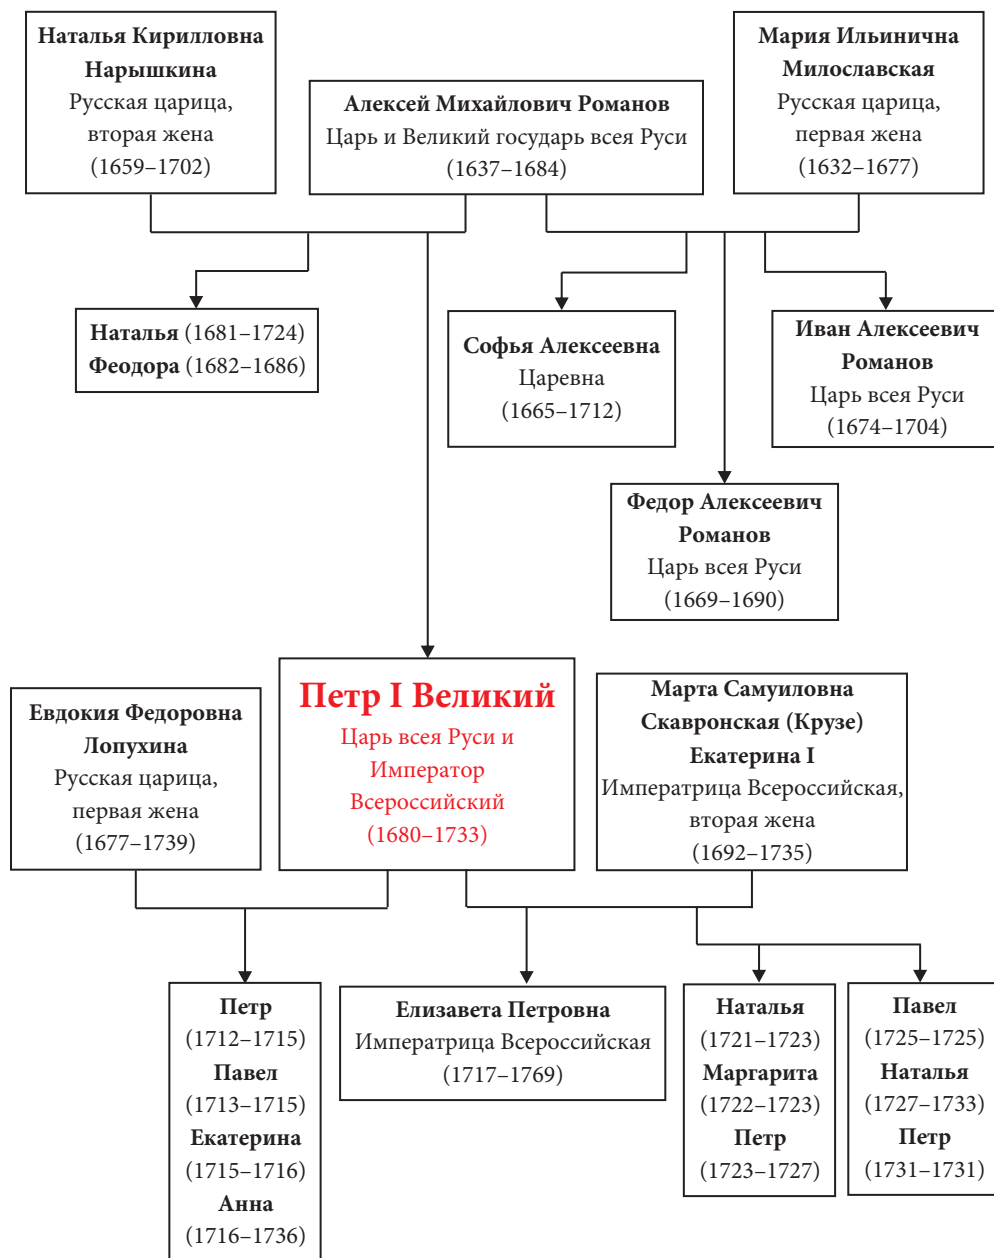 Наталья Кирилловна
Нарышкина
Русская царица,
вторая жена
(1659–1702)
Алексей Михайлович Романов
Царь и Великий государь всея Руси
(1637–1684)
Мария Ильинична
Милославская
Русская царица,
первая жена
(1632–1677)
Наталья (1681–1724)
Феодора (1682–1686)
Софья Алексеевна
Царевна
(1665–1712)
Иван Алексеевич
Романов
Царь всея Руси
(1674–1704)
Федор Алексеевич
Романов
Царь всея Руси
(1669–1690)
Евдокия Федоровна
Лопухина
Русская царица,
первая жена
(1677–1739)
Петр I Великий
Царь всея Руси и
Император
Всероссийский
(1680–1733)
Марта Самуиловна
Скавронская (Крузе)
Екатерина I
Императрица Всероссийская,
вторая жена
(1692–1735)
Петр
(1712–1715)
Павел
(1713–1715)
Екатерина
(1715–1716)
Анна
(1716–1736)
Елизавета Петровна
Императрица Всероссийская
(1717–1769)
Наталья
(1721–1723)
Маргарита
(1722–1723)
Петр
(1723–1727)
Павел
(1725–1725)
Наталья
(1727–1733)
Петр
(1731–1731)